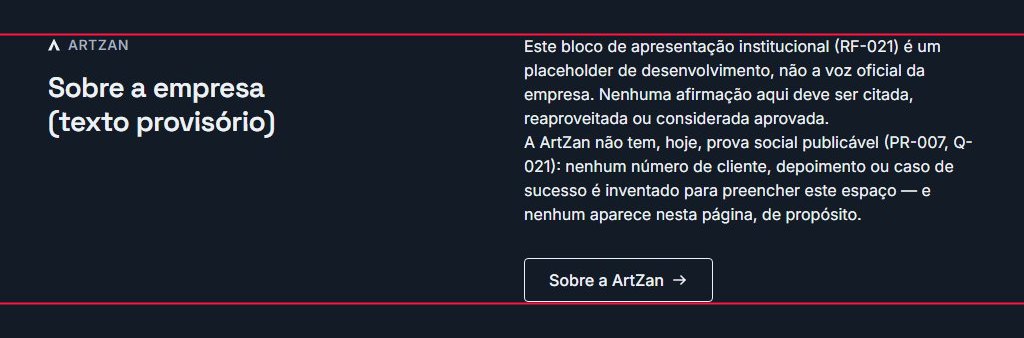 ARTZAN
Sobre a empresa
(texto provisório)
Este bloco de apresentação institucional (RF-021) é um
placeholder de desenvolvimento, não a voz oficial da
empresa. Nenhuma afirmação aqui deve ser citada,
reaproveitada ou considerada aprovada.
A ArtZan não tem, hoje, prova social publicável (PR-007, Q-
021): nenhum número de cliente, depoimento ou caso de
sucesso é inventado para preencher este espaço — e
nenhum aparece nesta página, de propósito.
Sobre a ArtZan →